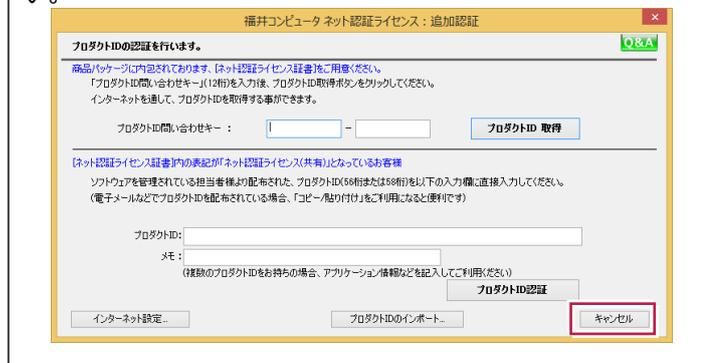 い。
福井コンピュータ ネット認証ライセンス：追加認証
×
プロダクトIDの認証を行います。
Q&A
商品パッケージに内包されております、[ネット認証ライセンス証書]をご用意ください。
「プロダクトID問い合わせキー」(12桁)を入力後、プロダクトID取得ボタンをクリックしてください。
インターネットを通して、プロダクトIDを取得する事ができます。
プロダクトID問い合わせキー ：
－
プロダクトID 取得
[ネット認証ライセンス証書]内の表記が「ネット認証ライセンス(共有)」となっているお客様
ソフトウェアを管理されている担当者様より配布された、プロダクトID(56桁または58桁)を以下の入力欄に直接入力してください。
(電子メールなどでプロダクトIDを配布されている場合、「コピー/貼り付け」をご利用になると便利です)
プロダクトID:
メモ：
(複数のプロダクトIDをお持ちの場合、アプリケーション情報などを記入してご利用ください)
プロダクトID認証
インターネット設定...
プロダクトIDのインポート...
キャンセル